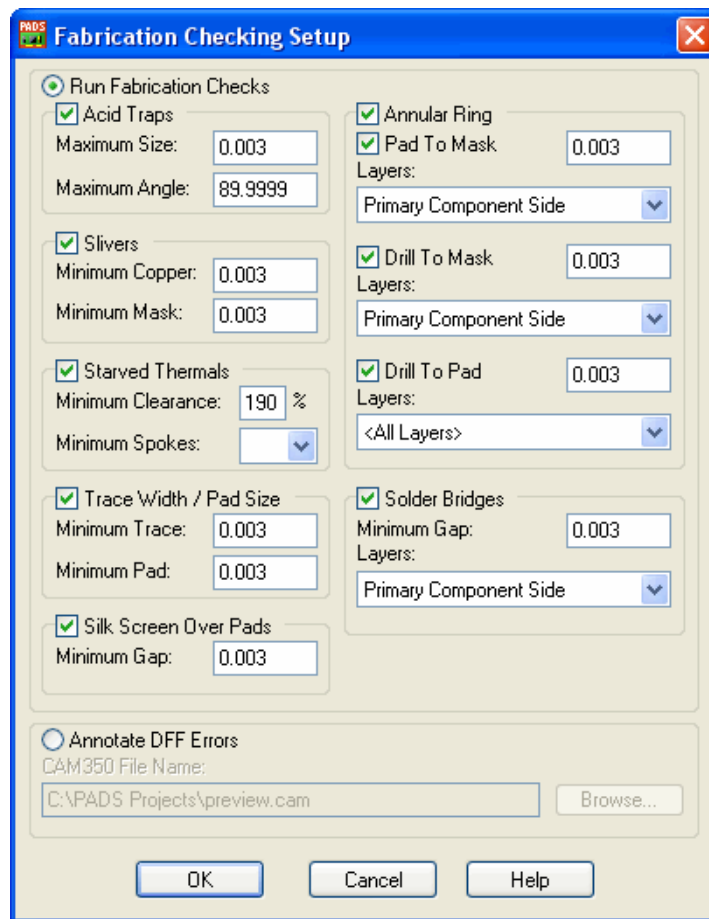 PADS
Fabrication Checking Setup
Run Fabrication Checks
Acid Traps
Maximum Size: 0.003
Maximum Angle: 89.9999
Slivers
Minimum Copper: 0.003
Minimum Mask: 0.003
Starved Thermals
Minimum Clearance: 190 %
Minimum Spokes:
Trace Width / Pad Size
Minimum Trace: 0.003
Minimum Pad: 0.003
Silk Screen Over Pads
Minimum Gap: 0.003
Annular Ring
Pad To Mask 0.003
Layers:
Primary Component Side
Drill To Mask 0.003
Layers:
Primary Component Side
Drill To Pad 0.003
Layers:
<All Layers>
Solder Bridges
Minimum Gap: 0.003
Layers:
Primary Component Side
Annotate DFF Errors
CAM350 File Name:
C:\PADS Projects\preview.cam Browse...
OK Cancel Help